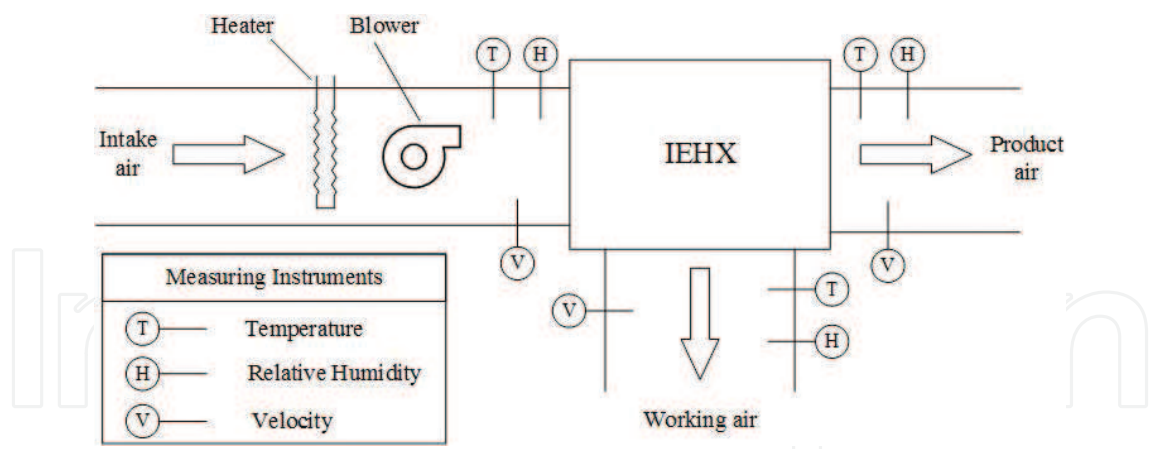 Heater
Blower
T
H
T
H
Intake
air
IEHX
Product
air
V
V
Measuring Instruments
T Temperature
H Relative Humidity
V Velocity
V
T
H
Working air